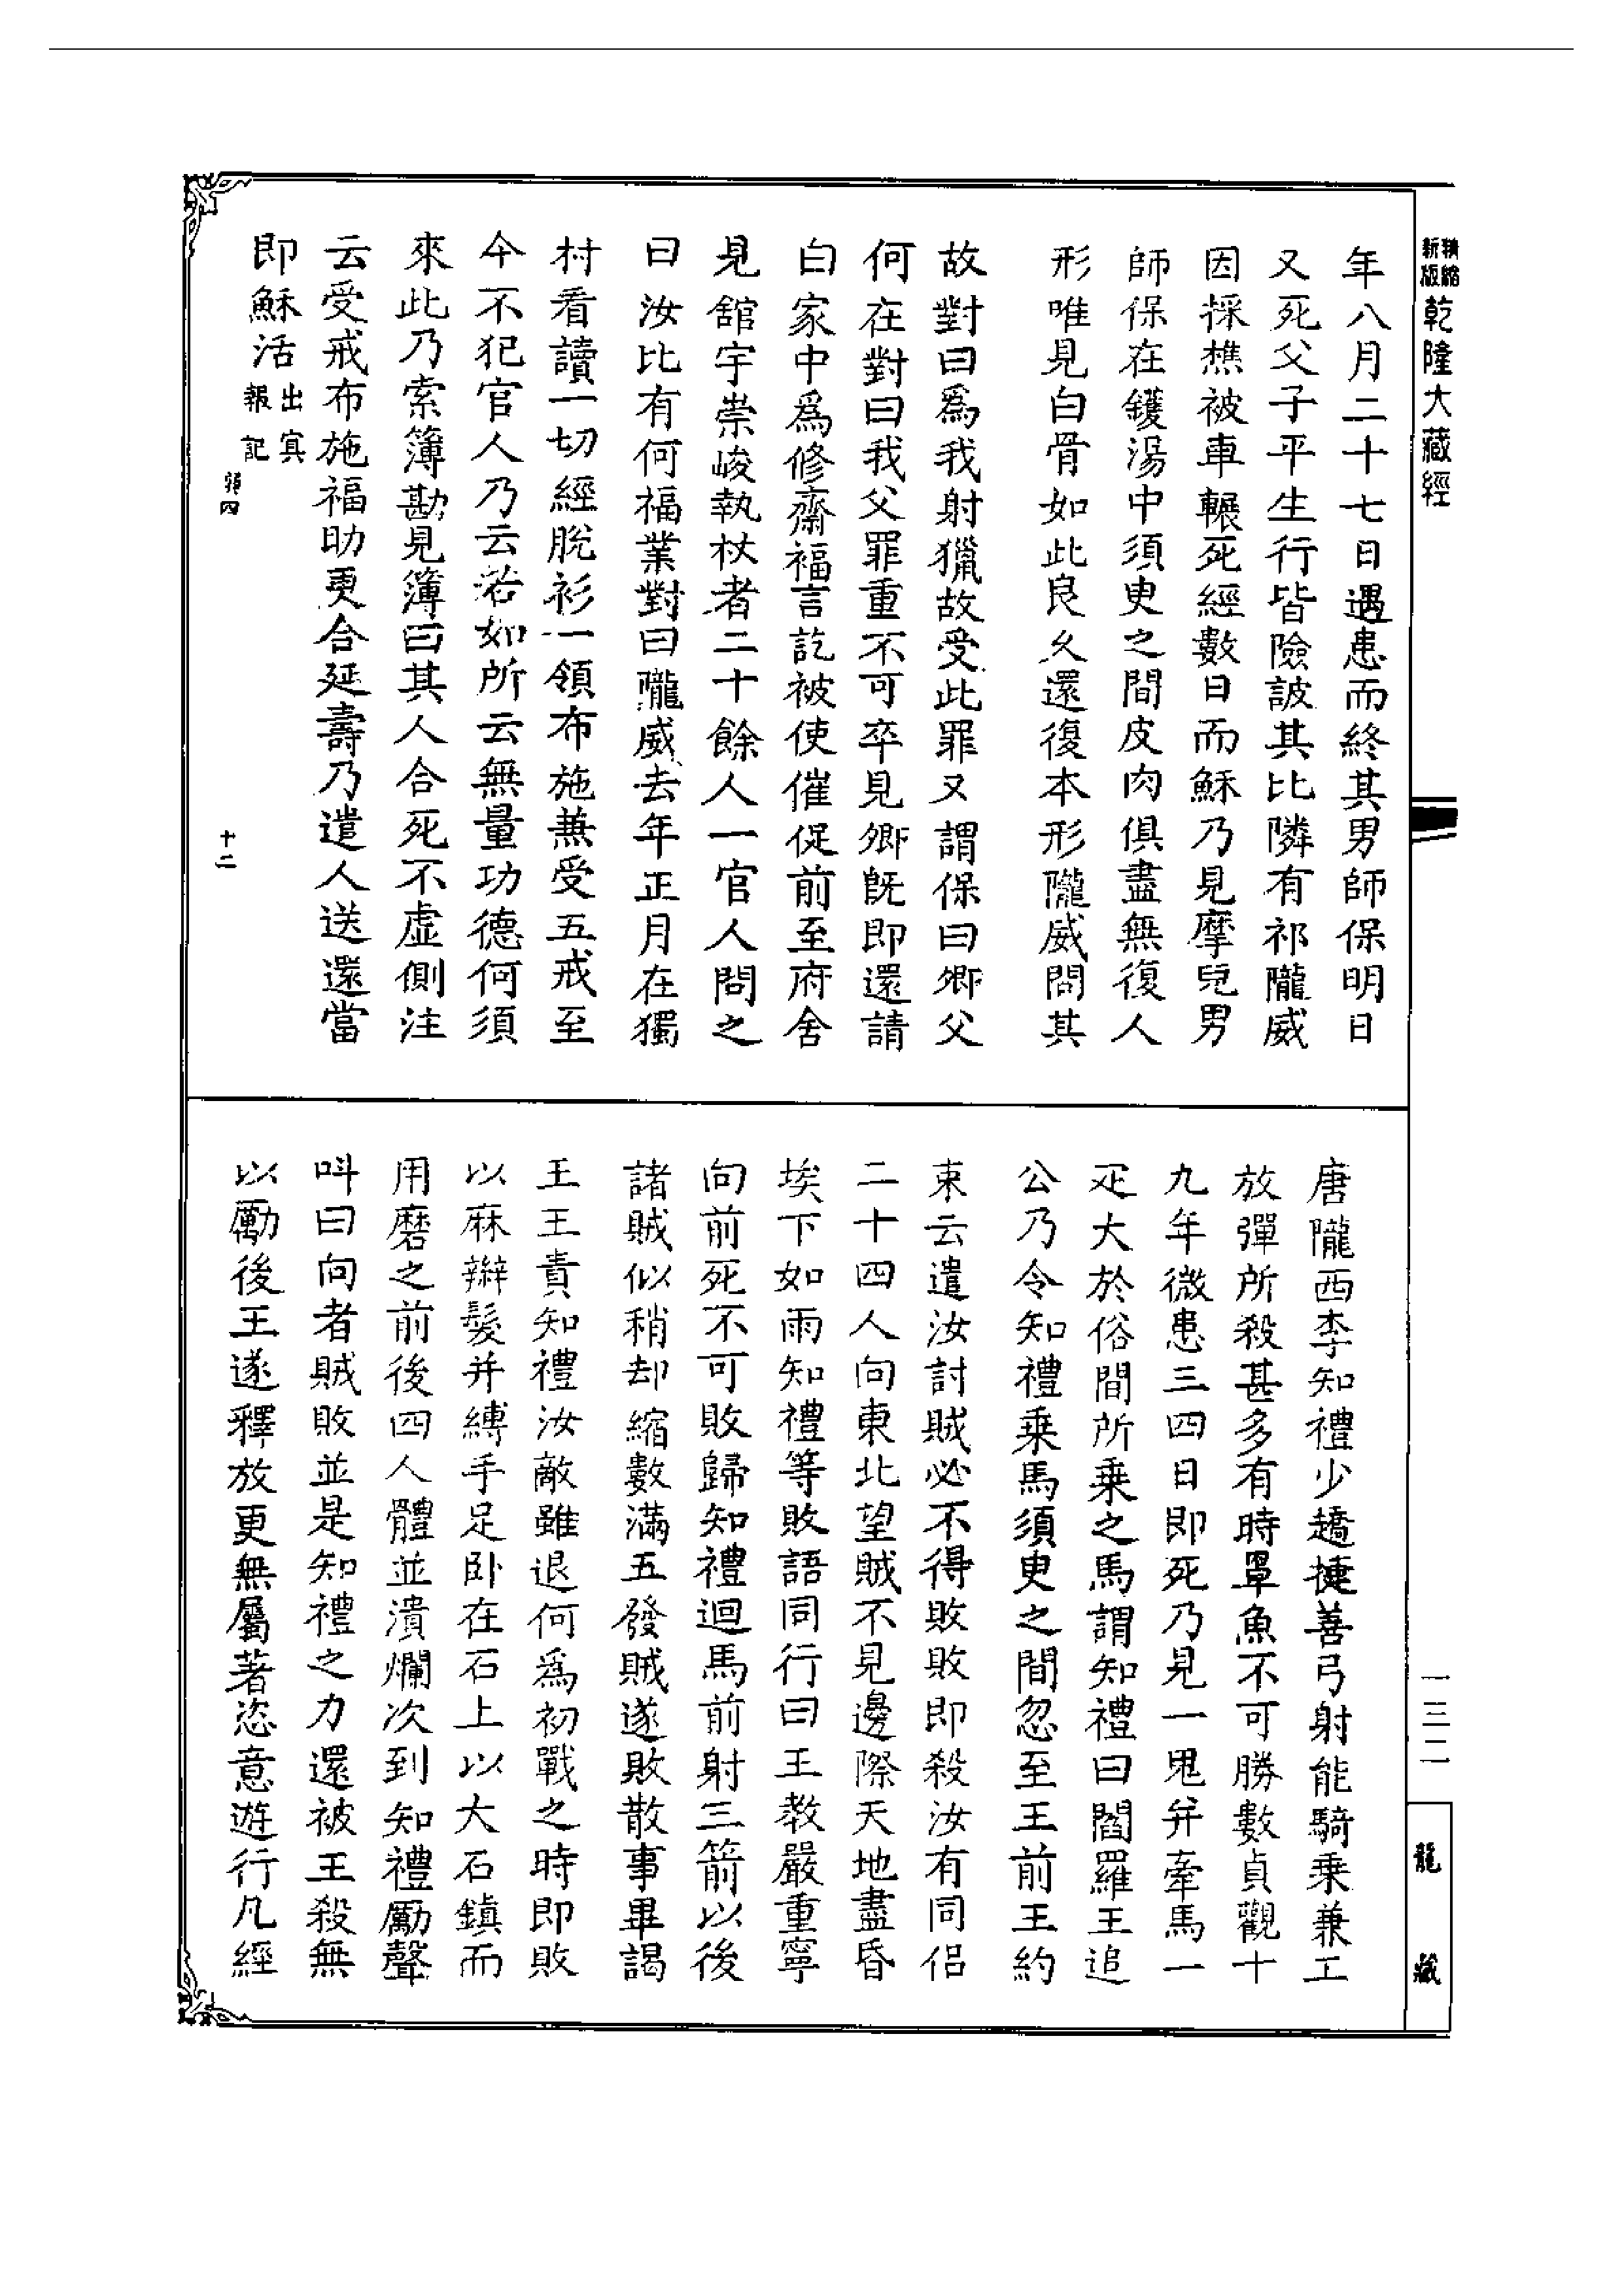 精縮新版乾隆大藏經
年八月二十七日遇患而終其男師保明日
又死父子平生行皆險詖其比隣有祁隴威
因採樵被車輾死經數日而穌乃見摩兒男
師保在鑊湯中須臾之間皮肉俱盡無復人
形唯見白骨如此良久還復本形隴威問其
故對曰為我射獵故受此罪又謂保曰卿父
何在對曰我父罪重不可卒見卿旣即還請
白家中為修齋福言訖被使催促前至府舍
見館宇崇峻執杖者二十餘人一官人問之
曰汝比有何福業對曰隴威去年正月在獨
村看讀一切經脫衫一領布施兼受五戒至
今不犯官人乃云若如所云無量功德何須
來此乃索簿勘見簿曰其人合死不虛側注
云受戒布施福助更合延壽乃遣人送還當
即穌活出冥報記
十二
唐隴西李知禮少趫捷善弓射能騎乗兼工
放彈所殺甚多有時罩魚不可勝數貞觀十
九年微患三四日即死乃見一鬼并牽馬一
疋大於俗間所乗之馬謂知禮曰閻羅王追
公乃令知禮乗馬須臾之間忽至王前王約
束云遣汝討賊必不得敗敗即殺汝有同侶
二十四人向東北望賊不見邊際天地盡昏
埃下如雨知禮等敗語同行曰王教嚴重寧
向前死不可敗歸知禮迴馬前射三箭以後
諸賊似稍却縮數滿五發賊遂敗散事畢謁
王王責知禮汝敵雖退何為初戰之時即敗
以麻辮髮并縛手足卧在石上以大石鎮而
用磨之前後四人體並潰爛次到知禮勵聲
叫曰向者賊敗並是知禮之力還被王殺無
以勵後王遂釋放更無屬著恣意遊行凡經
一三二
龍藏